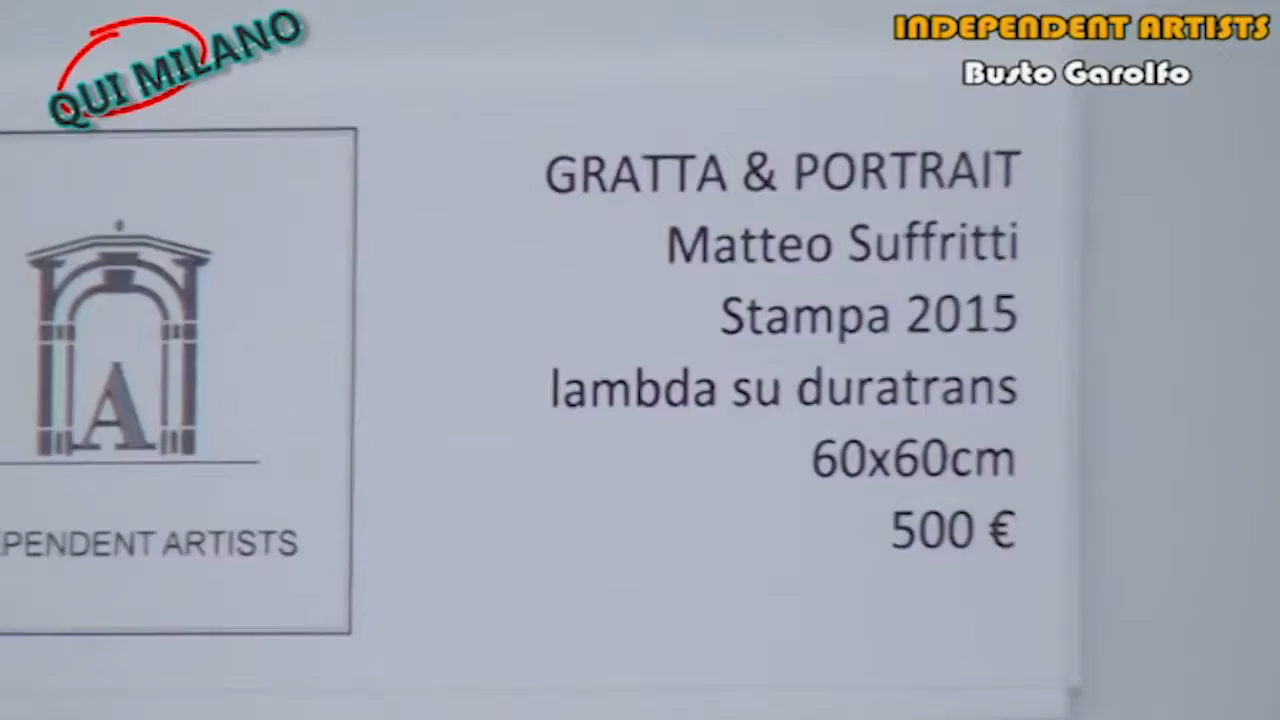 QUI MILANO
INDEPENDENT ARTISTS
Busto Garolfo
GRATTA & PORTRAIT
Matteo Suffritti
Stampa 2015
lambda su duratrans
60x60cm
500 €
A
PENDENT ARTISTS